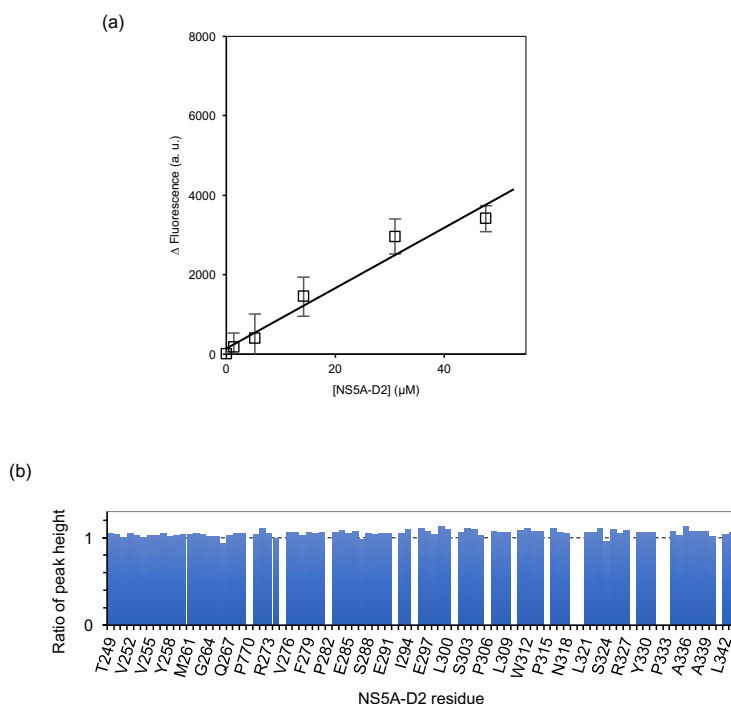 (a)
8000
6000
4000
2000
0
Δ Fluorescence (a. u.)
0 20 40
[NS5A-D2] (μM)
(b)
Ratio of peak height
1
0
T249 V252 V255 Y258 M261 G264 Q267 P770 R273 V276 F279 P282 E285 S288 E291 I294 E297 L300 S303 P306 L309 W312 P315 N318 L321 S324 R327 Y330 P333 A336 A339 L342
NS5A-D2 residue